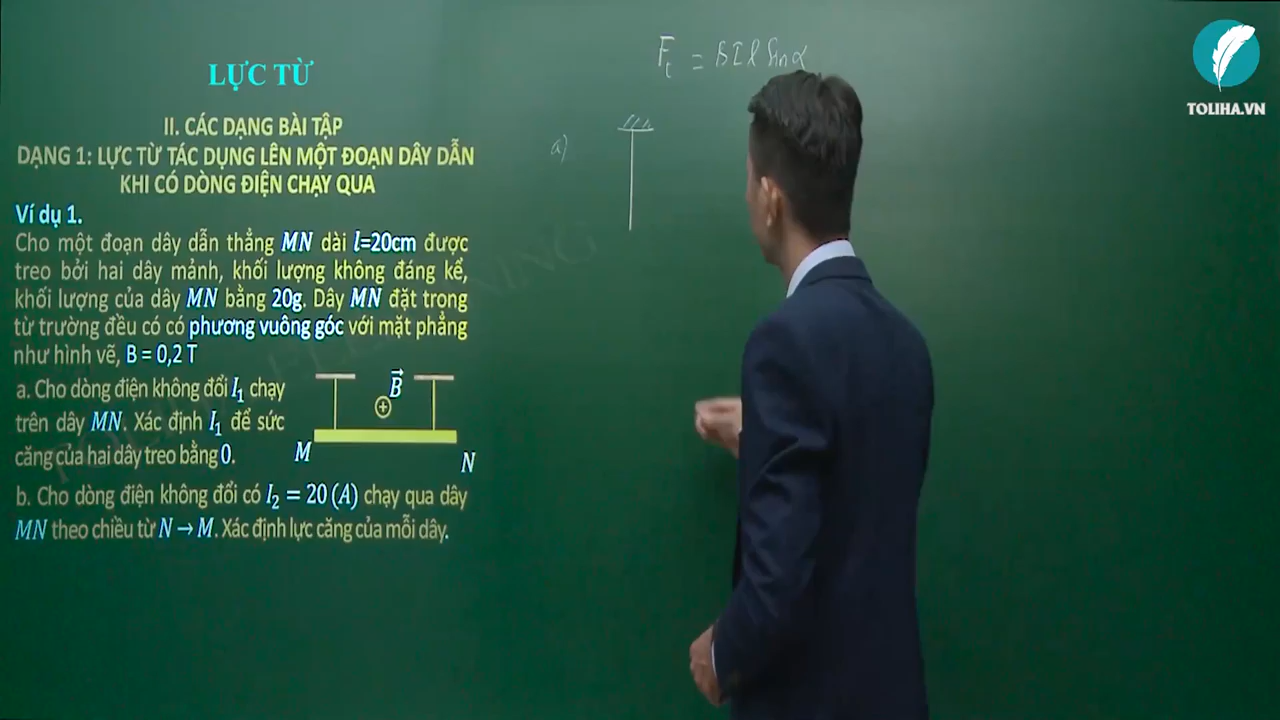 LỰC TỪ
II. CÁC DẠNG BÀI TẬP
DẠNG 1: LỰC TỪ TÁC DỤNG LÊN MỘT ĐOẠN DÂY DẪN
KHI CÓ DÒNG ĐIỆN CHẠY QUA
Ví dụ 1.
Cho một đoạn dây dẫn thẳng MN dài l=20cm được
treo bởi hai dây mảnh, khối lượng không đáng kể,
khối lượng của dây MN bằng 20g. Dây MN đặt trong
từ trường đều có có phương vuông góc với mặt phẳng
như hình vẽ, B = 0,2 T
a. Cho dòng điện không đổi I₁ chạy
trên dây MN. Xác định I₁ để sức
căng của hai dây treo bằng 0.
B⃗
M
N
b. Cho dòng điện không đổi có I₂ = 20 (A) chạy qua dây
MN theo chiều từ N → M. Xác định lực căng của mỗi dây.
F_t = BIl sin α
a)
TOLIHA.VN